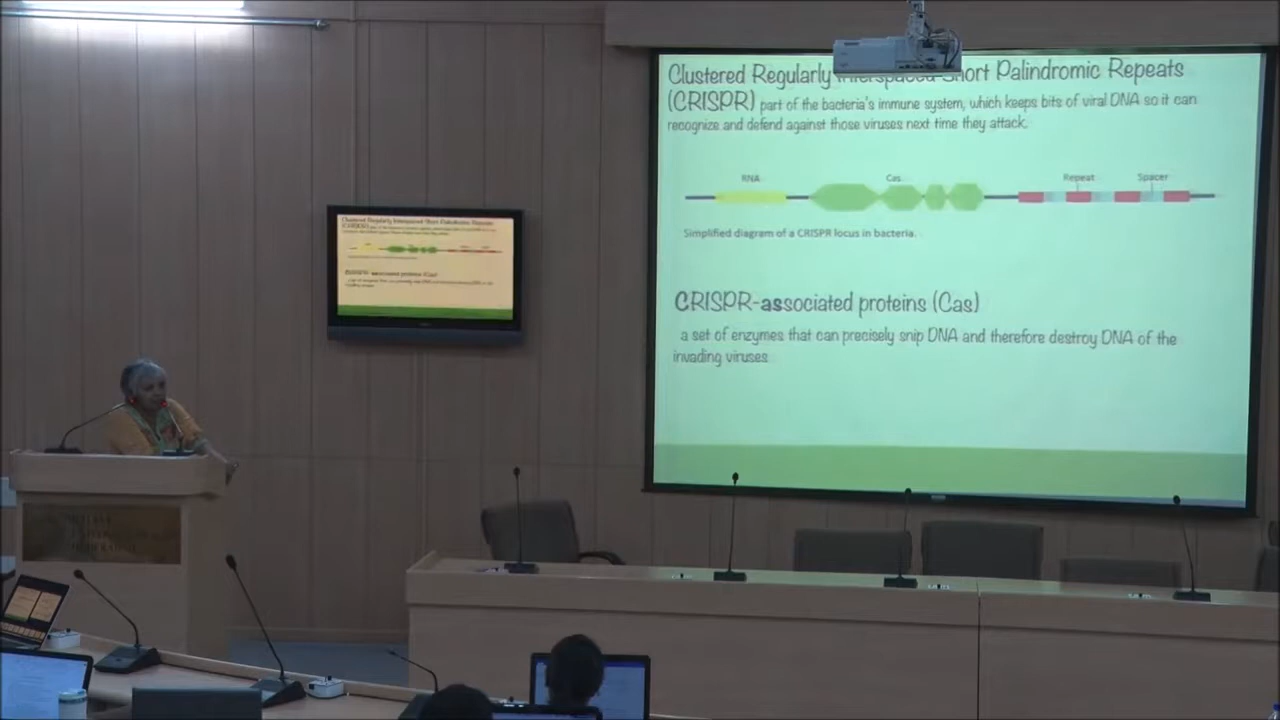 Clustered Regularly Interspaced Short Palindromic Repeats
(CRISPR) part of the bacteria's immune system, which keeps bits of viral DNA so it can
recognize and defend against those viruses next time they attack.
RNA Cas Repeat Spacer
Simplified diagram of a CRISPR locus in bacteria.
CRISPR-associated proteins (Cas)
a set of enzymes that can precisely snip DNA and therefore destroy DNA of the
invading viruses